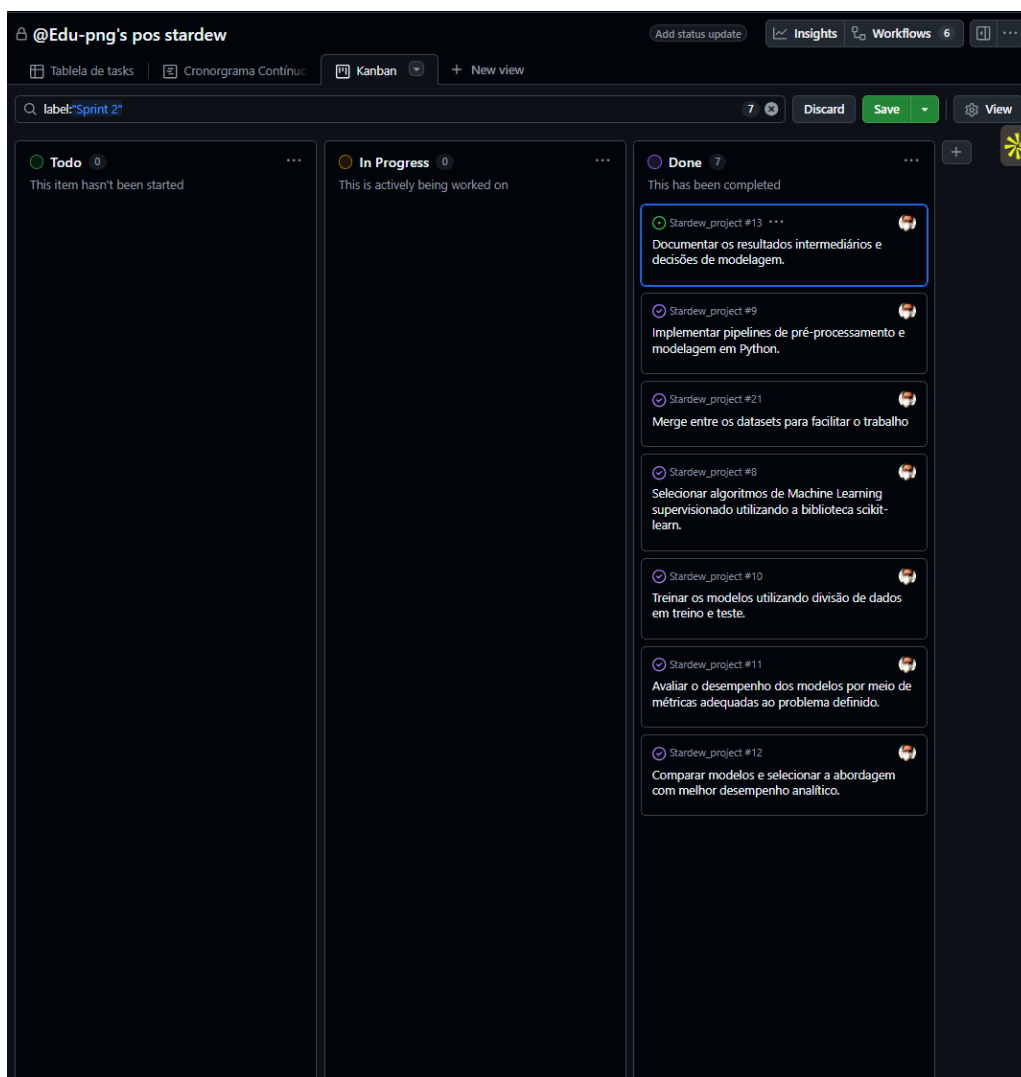 @Edu-png's pos stardew
Add status update
Insights
Workflows 6
Tablela de tasks
Cronorgrama Contínuc
Kanban
New view
label:"Sprint 2"
7
Discard
Save
View
Todo 0
This item hasn't been started
In Progress 0
This is actively being worked on
Done 7
This has been completed
Stardew_project #13
Documentar os resultados intermediários e
decisões de modelagem.
Stardew_project #9
Implementar pipelines de pré-processamento e
modelagem em Python.
Stardew_project #21
Merge entre os datasets para facilitar o trabalho
Stardew_project #8
Selecionar algoritmos de Machine Learning
supervisionado utilizando a biblioteca scikit-
learn.
Stardew_project #10
Treinar os modelos utilizando divisão de dados
em treino e teste.
Stardew_project #11
Avaliar o desempenho dos modelos por meio de
métricas adequadas ao problema definido.
Stardew_project #12
Comparar modelos e selecionar a abordagem
com melhor desempenho analítico.